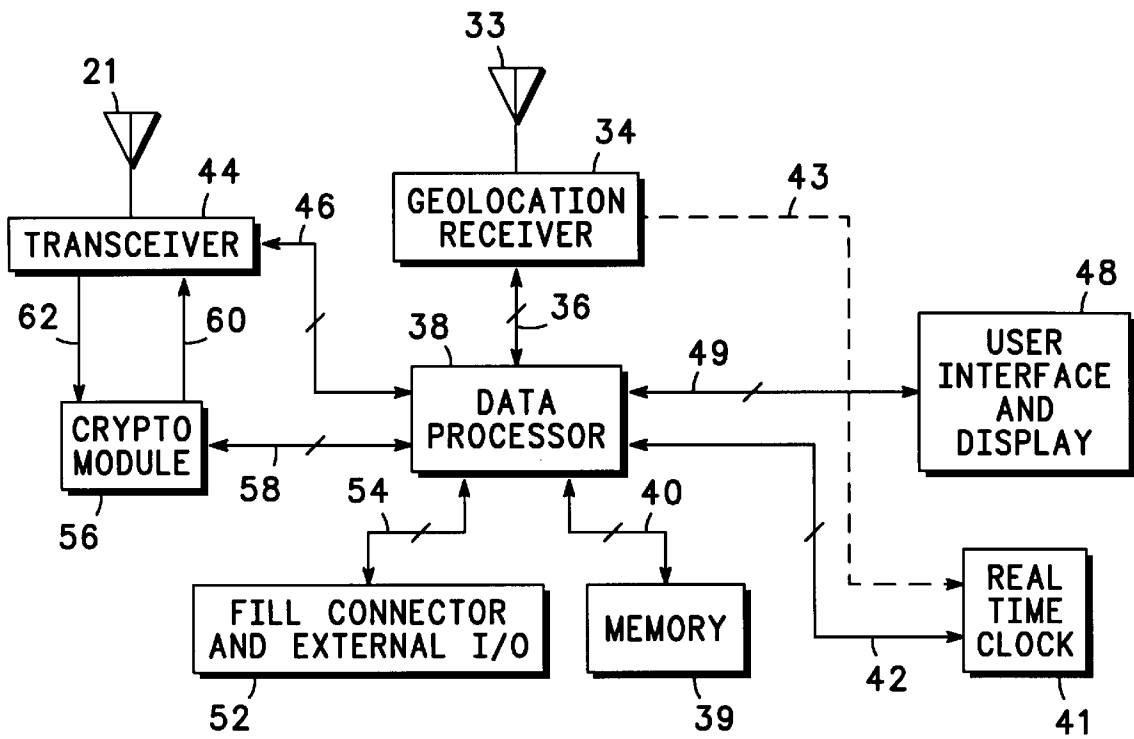 33
21
34
44
46
43
GEOLOCATION
RECEIVER
TRANSCEIVER
48
62
60
36
38
49
USER
INTERFACE
AND
DISPLAY
DATA
PROCESSOR
CRYPTO
MODULE
58
54
40
56
REAL
TIME
CLOCK
FILL CONNECTOR
AND EXTERNAL I/O
MEMORY
42
52
39
41